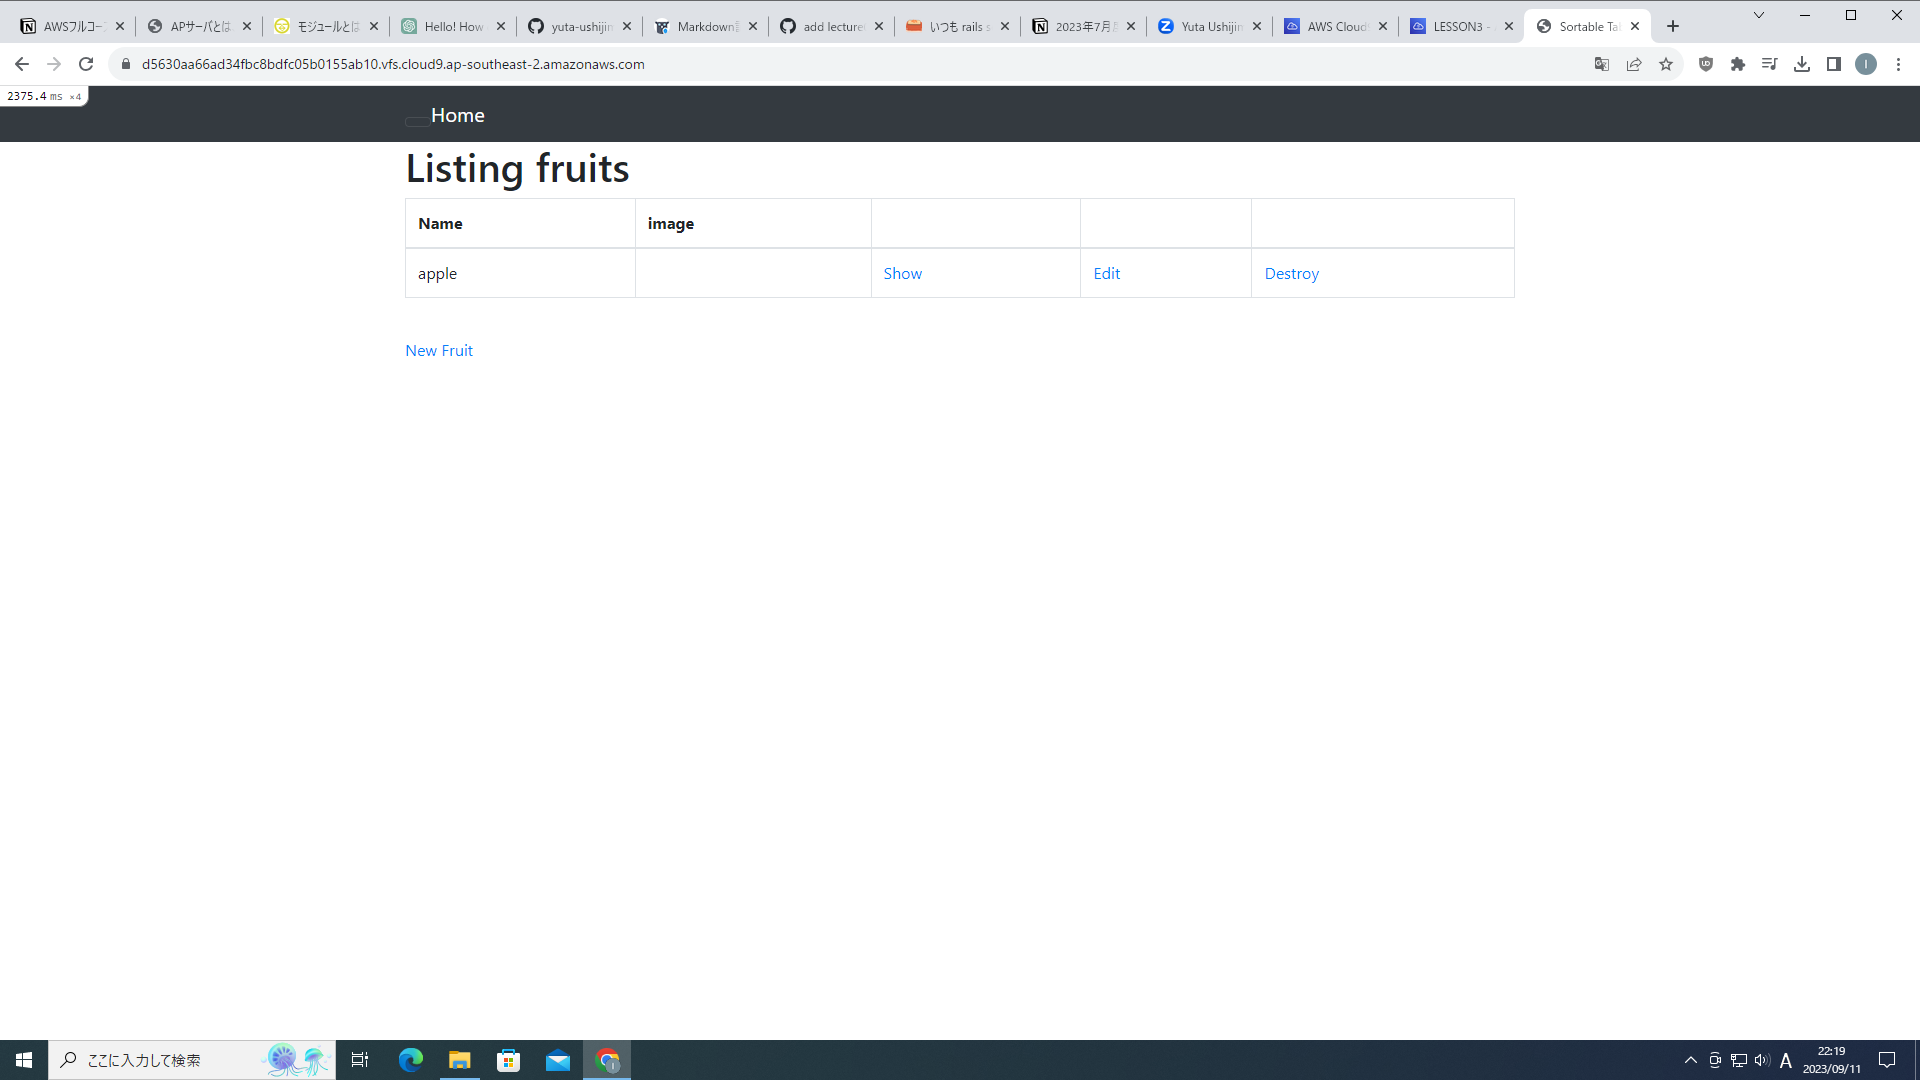 AWSフルコー
APサーバとは
モジュールとは
Hello! How
yuta-ushijim
Markdown
add lecture
いつも rails s
2023年7月
Yuta Ushijim
AWS Cloud
LESSON3 -
Sortable Tab
d5630aa66ad34fbc8bdfc05b0155ab10.vfs.cloud9.ap-southeast-2.amazonaws.com
2375.4 ms ×4
Home
Listing fruits
Name image
apple Show Edit Destroy
New Fruit
ここに入力して検索
A
22:19
2023/09/11